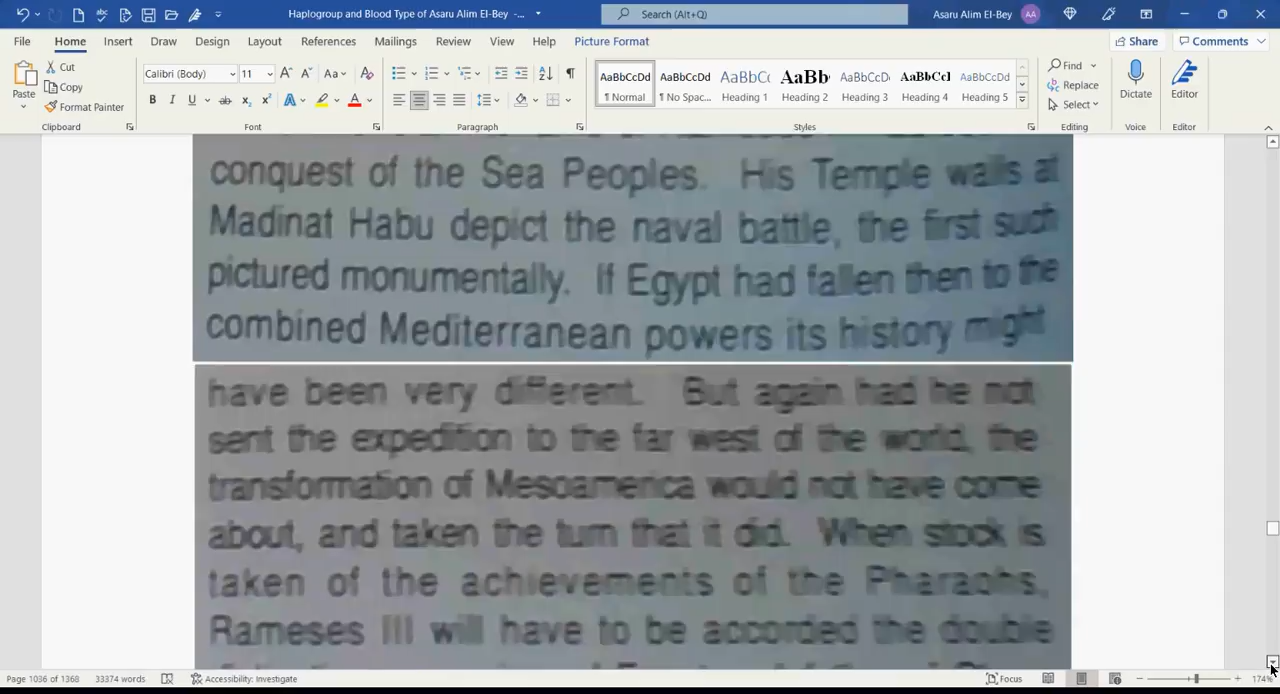 Haplogroup and Blood Type of Asaru Alim El-Bey -...
Search (Alt+Q)
Asaru Alim El-Bey
AA
File Home Insert Draw Design Layout References Mailings Review View Help Picture Format
Share Comments
Paste
Cut
Copy
Format Painter
Calibri (Body) 11
AaBbCcDd AaBbCcDd AaBbCc AaBbC AaBbCcD AaBbCcI AaBbCcDd
¶ Normal ¶ No Spac... Heading 1 Heading 2 Heading 3 Heading 4 Heading 5
Find
Replace
Select
Dictate
Editor
Clipboard Font Paragraph Styles Editing Voice Editor
conquest of the Sea Peoples. His Temple walls at
Madinat Habu depict the naval battle, the first such
pictured monumentally. If Egypt had fallen then to the
combined Mediterranean powers its history might
have been very different. But again had he not
sent the expedition to the far west of the world, the
transformation of Mesoamerica would not have come
about, and taken the turn that it did. When stock is
taken of the achievements of the Pharaohs,
Rameses III will have to be accorded the double
Page 1036 of 1368 33374 words Accessibility: Investigate Focus 174%